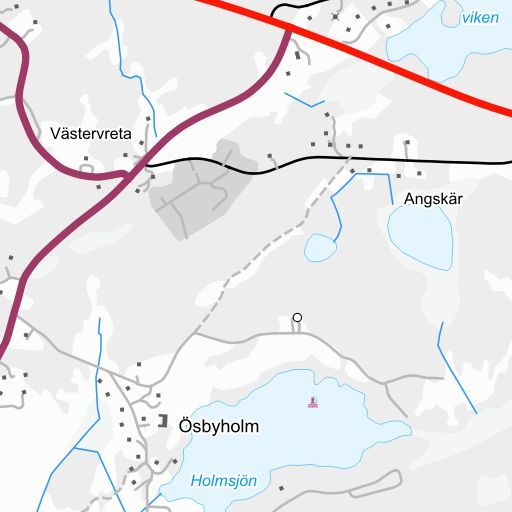 viken
Västervreta
Angskär
Ösbyholm
Holmsjön